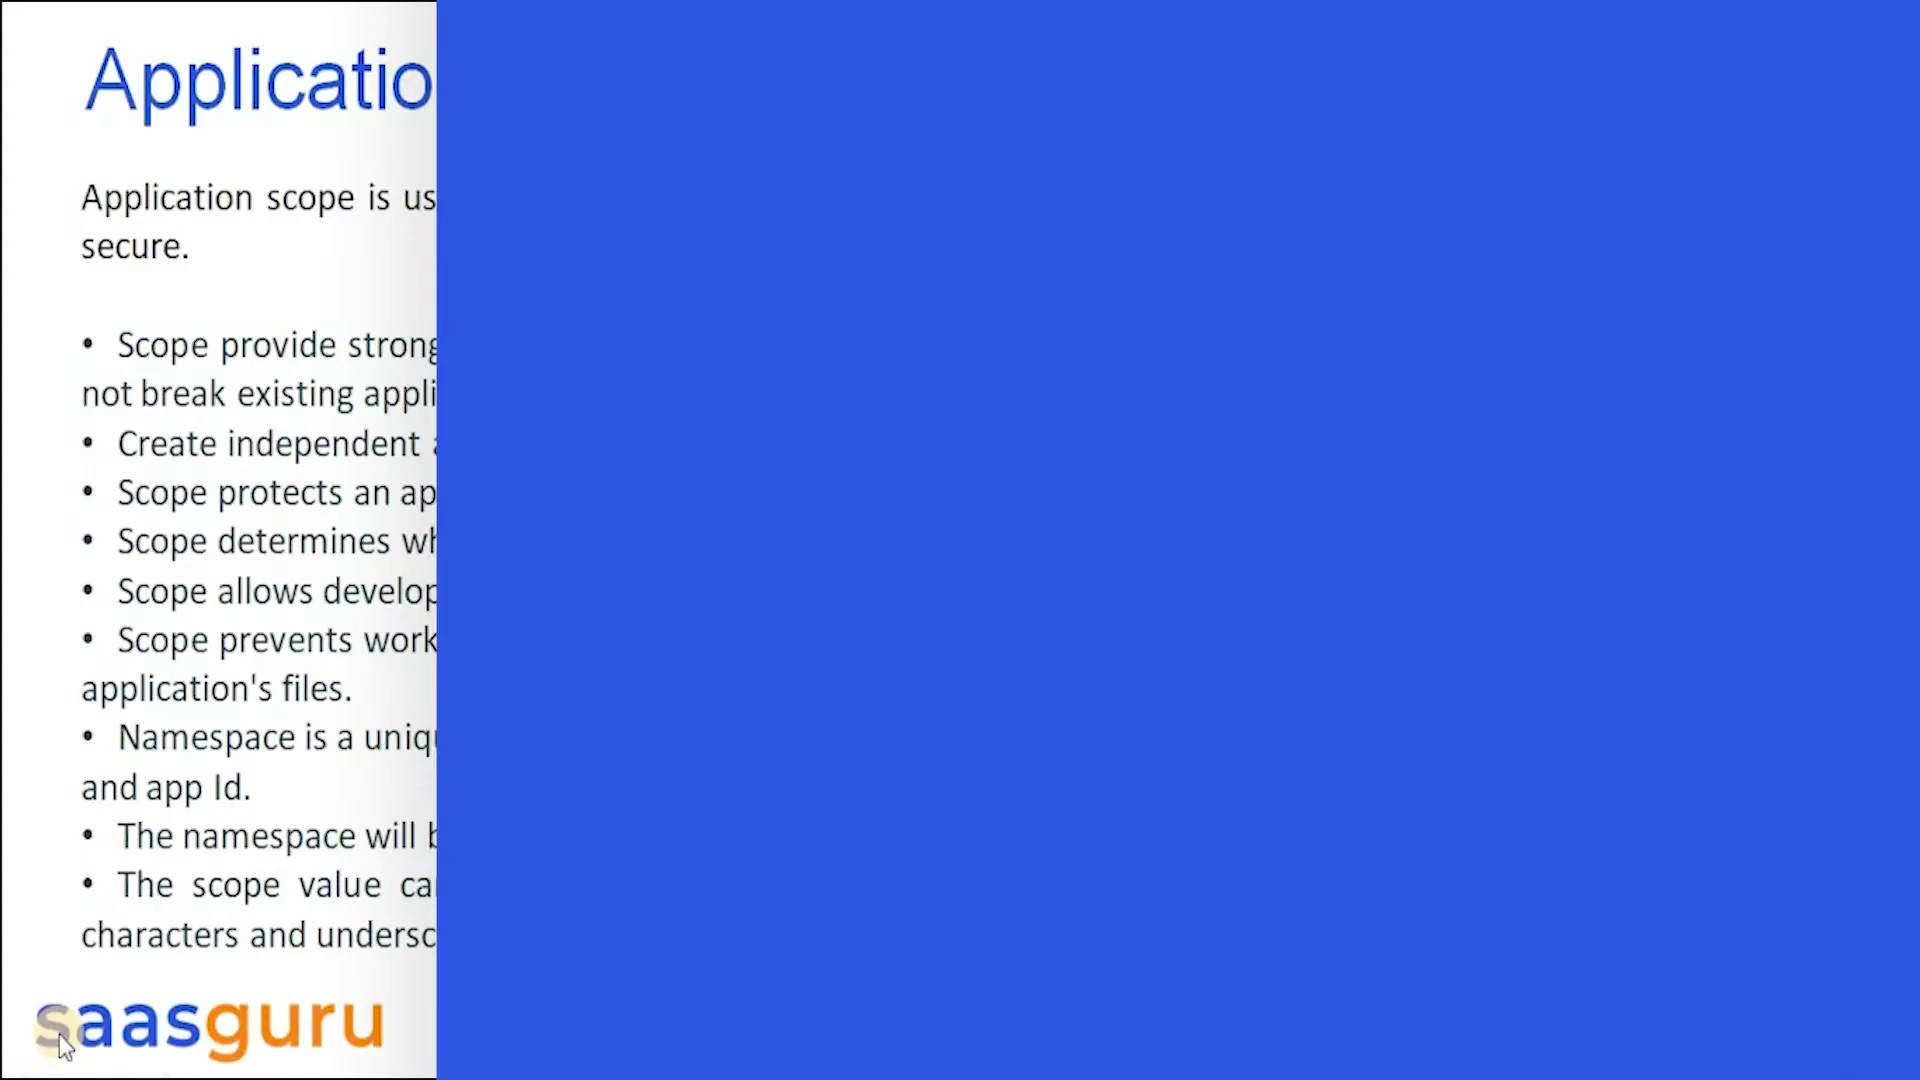 Applicatio
Application scope is us
secure.
• Scope provide strong
not break existing appli
• Create independent
• Scope protects an ap
• Scope determines wh
• Scope allows develop
• Scope prevents work
application's files.
• Namespace is a uniqu
and app Id.
• The namespace will b
• The scope value ca
characters and undersc
saasguru